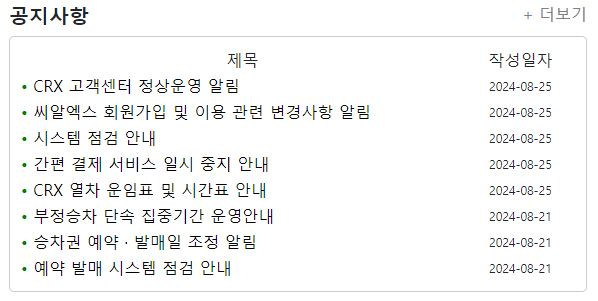 공지사항 + 더보기
제목 작성일자
• CRX 고객센터 정상운영 알림 2024-08-25
• 씨알엑스 회원가입 및 이용 관련 변경사항 알림 2024-08-25
• 시스템 점검 안내 2024-08-25
• 간편 결제 서비스 일시 중지 안내 2024-08-25
• CRX 열차 운임표 및 시간표 안내 2024-08-25
• 부정승차 단속 집중기간 운영안내 2024-08-21
• 승차권 예약 · 발매일 조정 알림 2024-08-21
• 예약 발매 시스템 점검 안내 2024-08-21